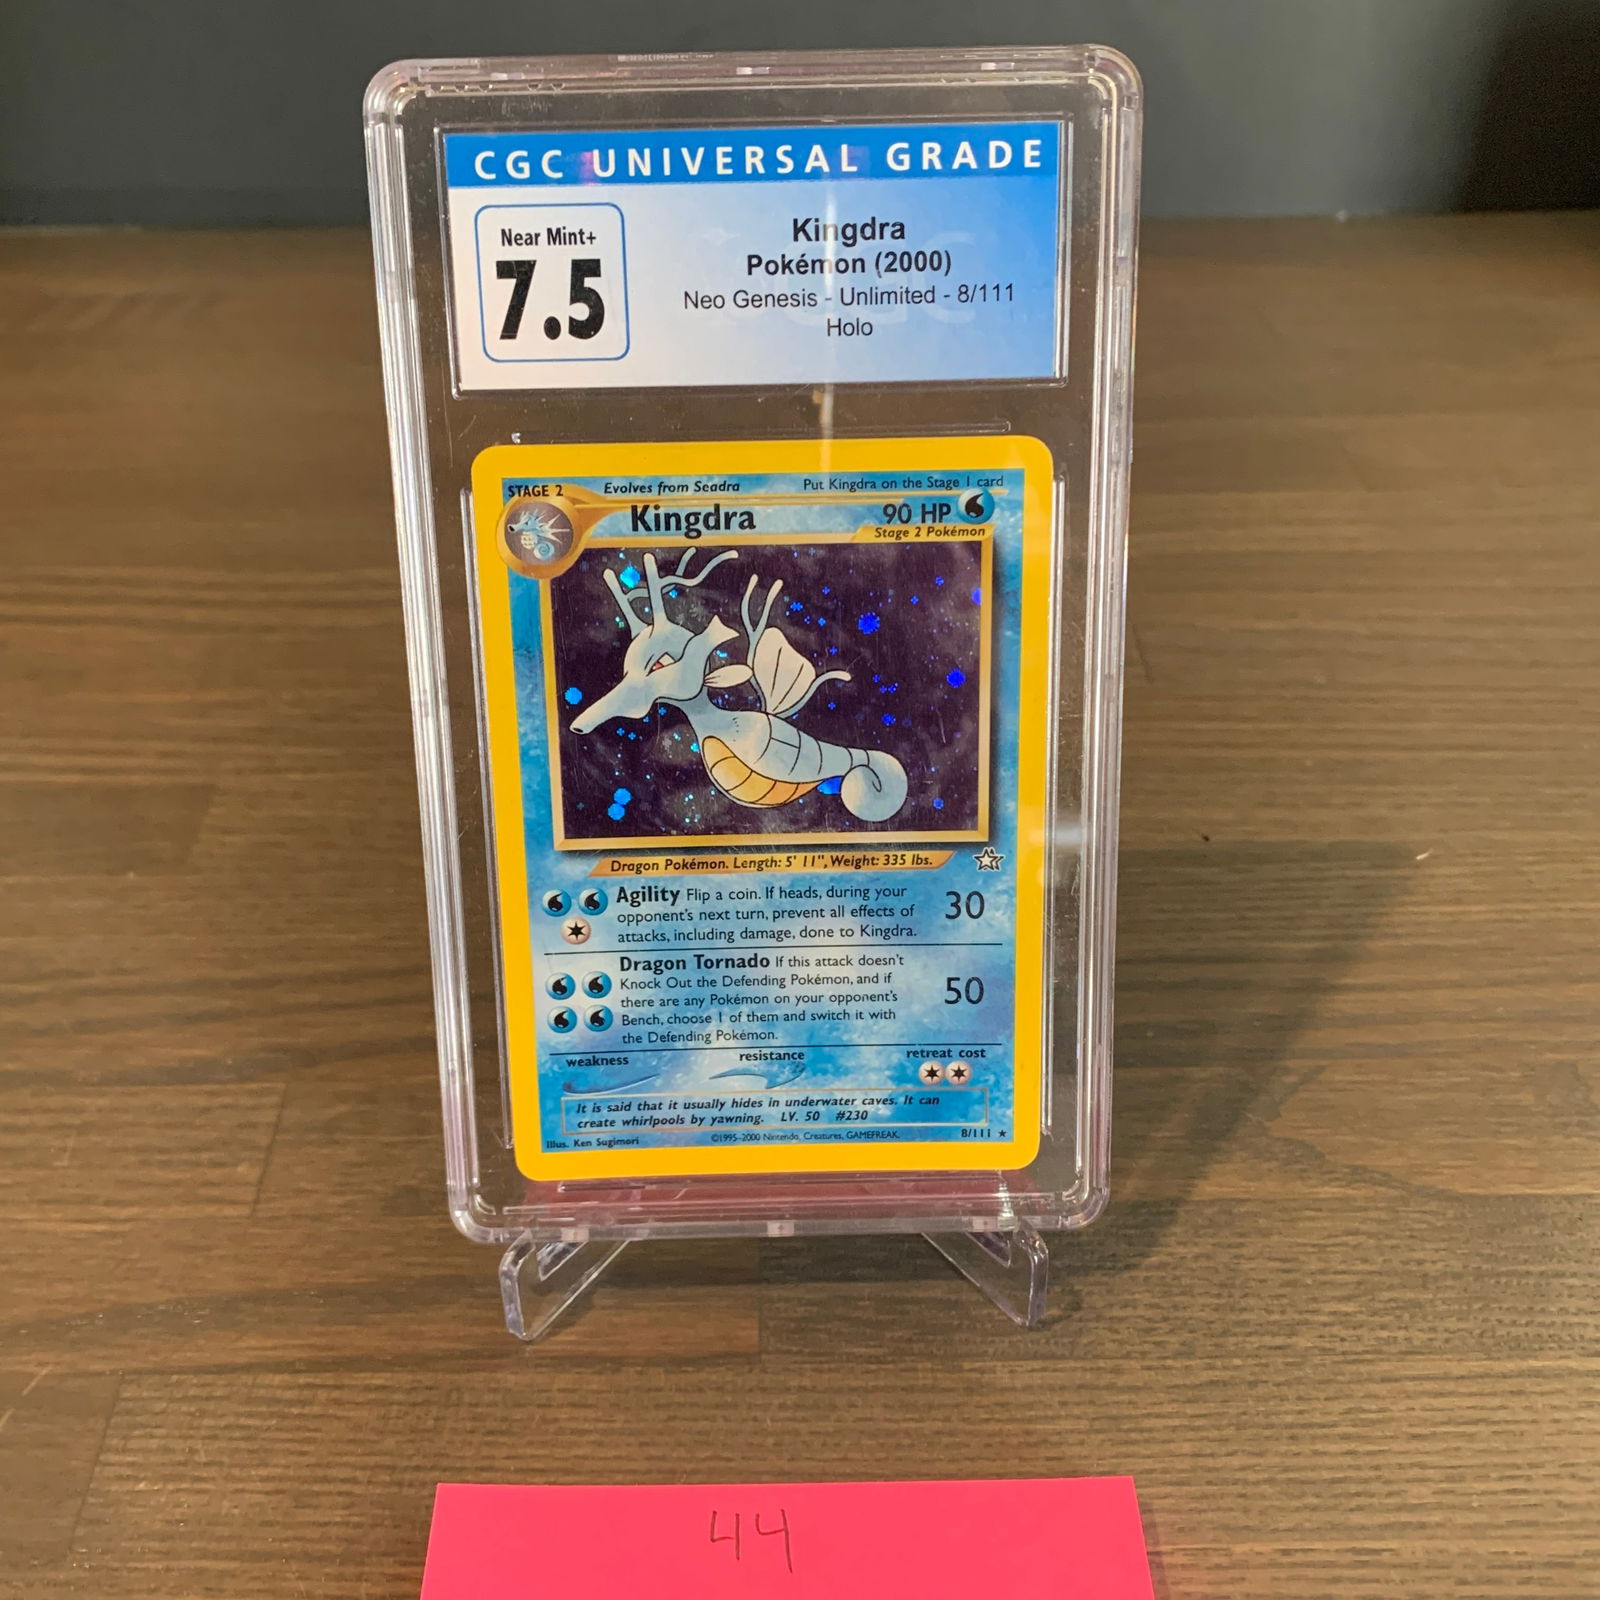 CGC UNIVERSAL GRADE
Near Mint+
7.5
Kingdra
Pokémon (2000)
Neo Genesis - Unlimited - 8/111
Holo
STAGE 2
Evolves from Seadra
Put Kingdra on the Stage 1 card
Kingdra
90 HP
Stage 2 Pokémon
Dragon Pokémon. Length: 5' 11", Weight: 335 lbs.
Agility Flip a coin. If heads, during your
opponent's next turn, prevent all effects of
attacks, including damage, done to Kingdra.
30
Dragon Tornado If this attack doesn't
Knock Out the Defending Pokémon, and if
there are any Pokémon on your opponent's
Bench, choose 1 of them and switch it with
the Defending Pokémon.
50
weakness
resistance
retreat cost
It is said that it usually hides in underwater caves. It can
create whirlpools by yawning. LV. 50 #230
Illus. Ken Sugimori
©1995-2000 Nintendo, Creatures, GAMEFREAK.
8/111 ★
44